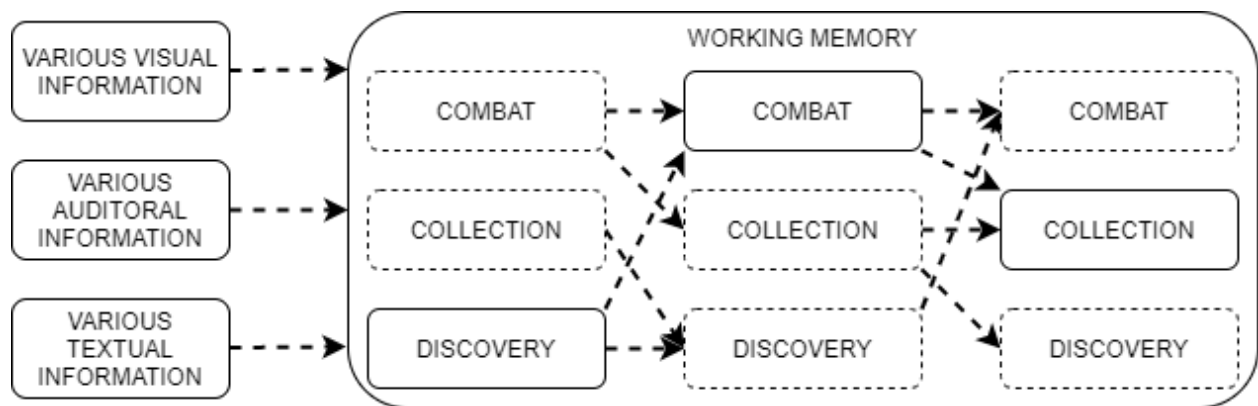 VARIOUS VISUAL
INFORMATION
VARIOUS
AUDITORAL
INFORMATION
VARIOUS
TEXTUAL
INFORMATION
WORKING MEMORY
COMBAT
COMBAT
COMBAT
COLLECTION
COLLECTION
COLLECTION
DISCOVERY
DISCOVERY
DISCOVERY